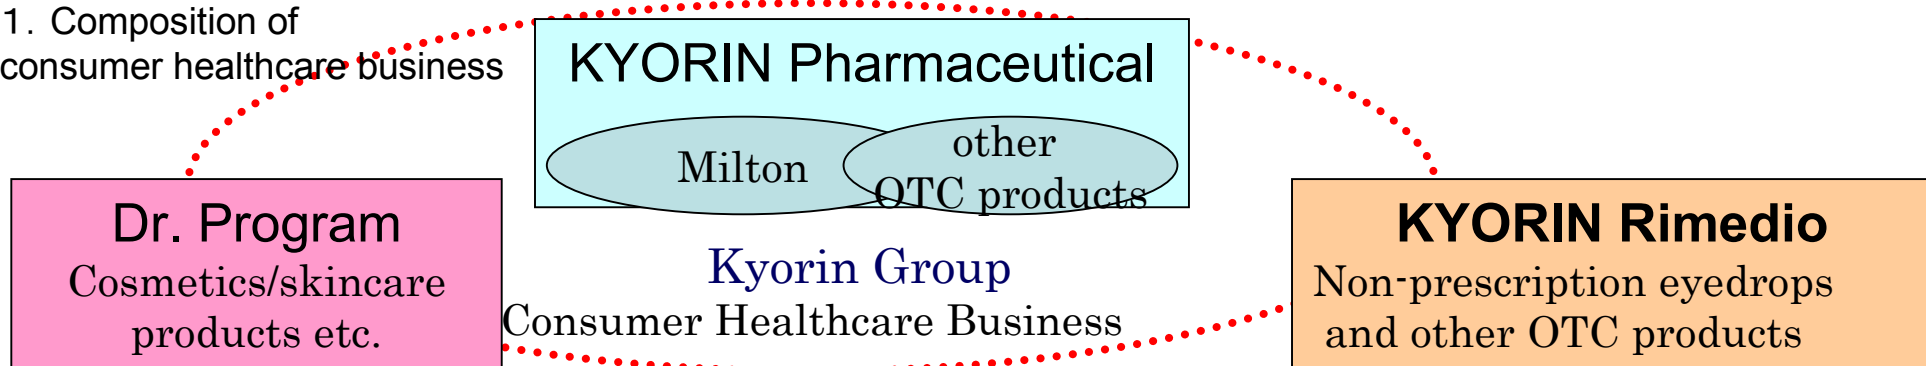 1. Composition of
consumer healthcare business
KYORIN Pharmaceutical
Milton
other
OTC products
Dr. Program
Cosmetics/skincare
products etc.
Kyorin Group
Consumer Healthcare Business
KYORIN Rimedio
Non-prescription eyedrops
and other OTC products